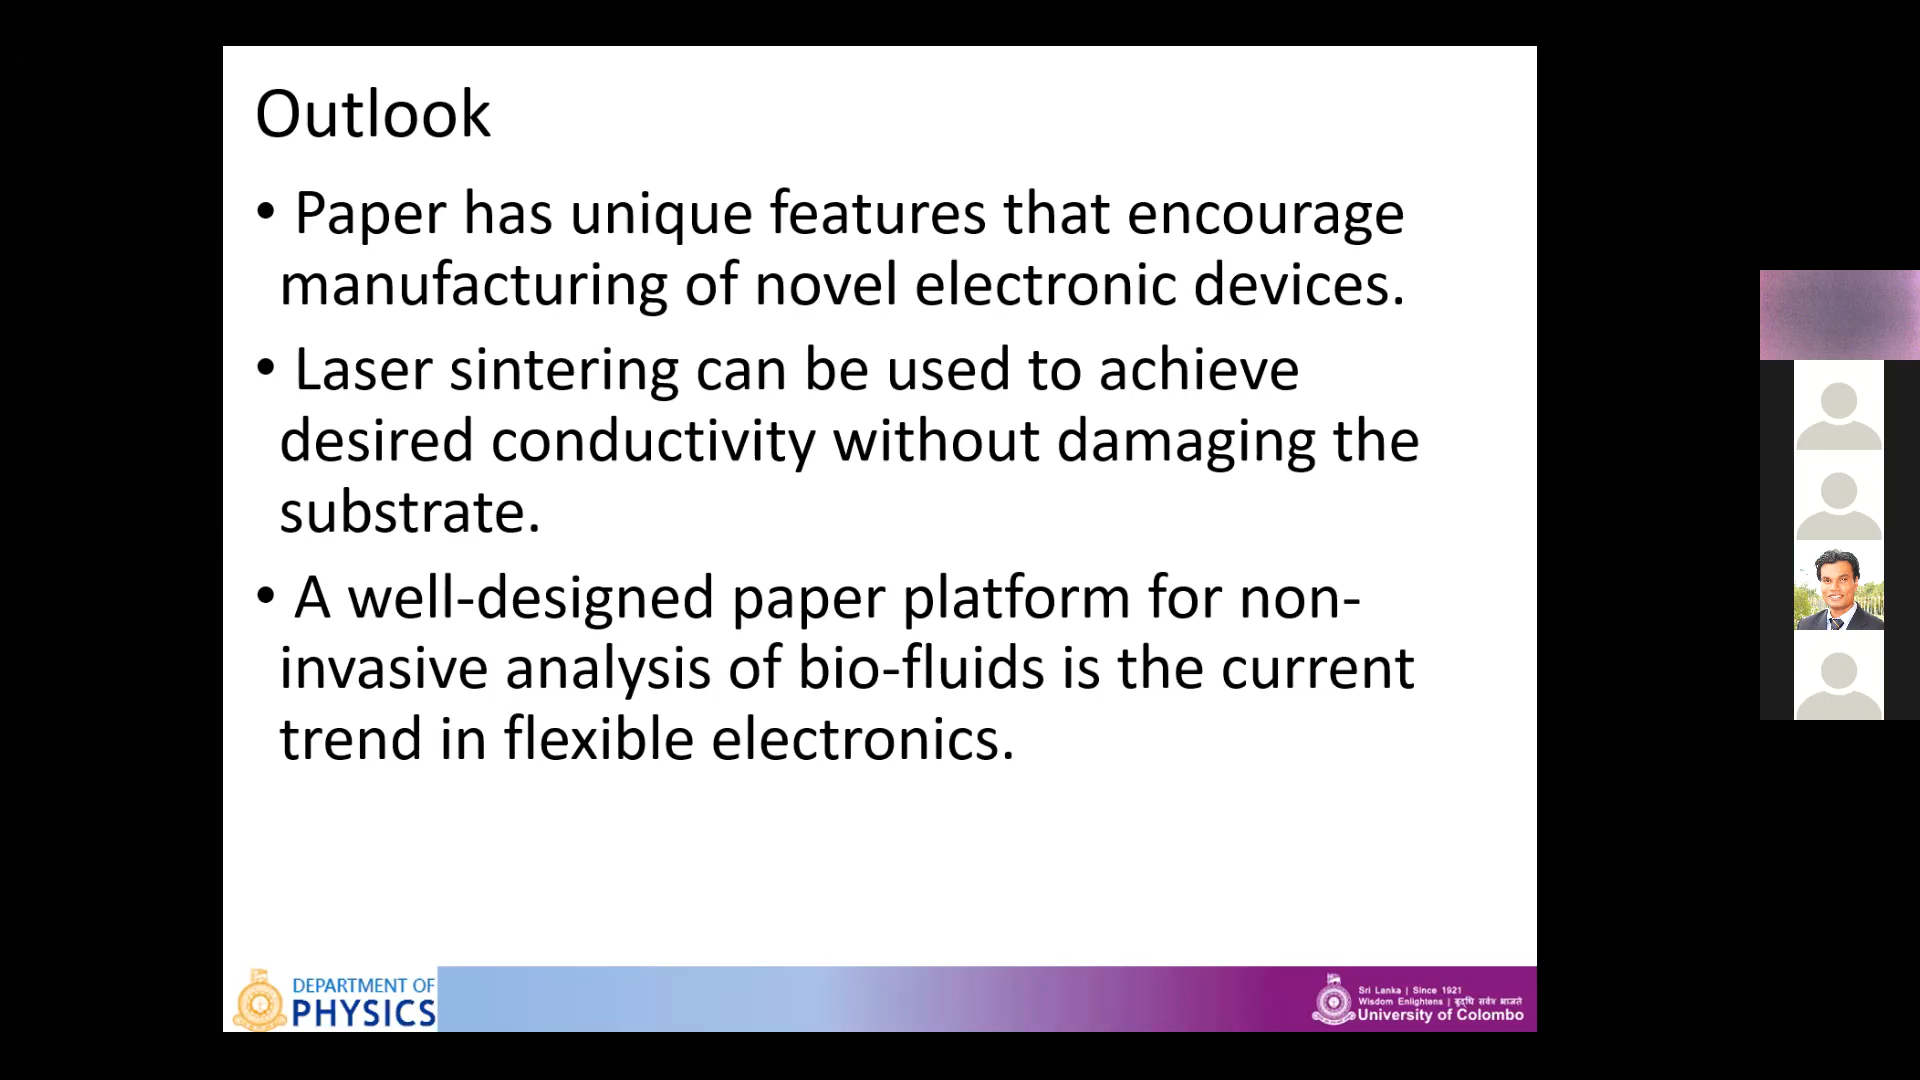 Outlook
• Paper has unique features that encourage
manufacturing of novel electronic devices.
• Laser sintering can be used to achieve
desired conductivity without damaging the
substrate.
• A well-designed paper platform for non-
invasive analysis of bio-fluids is the current
trend in flexible electronics.
DEPARTMENT OF
PHYSICS
Sri Lanka | Since 1921
Wisdom Enlightens | बुद्धि सर्वत्र भ्राजते
University of Colombo